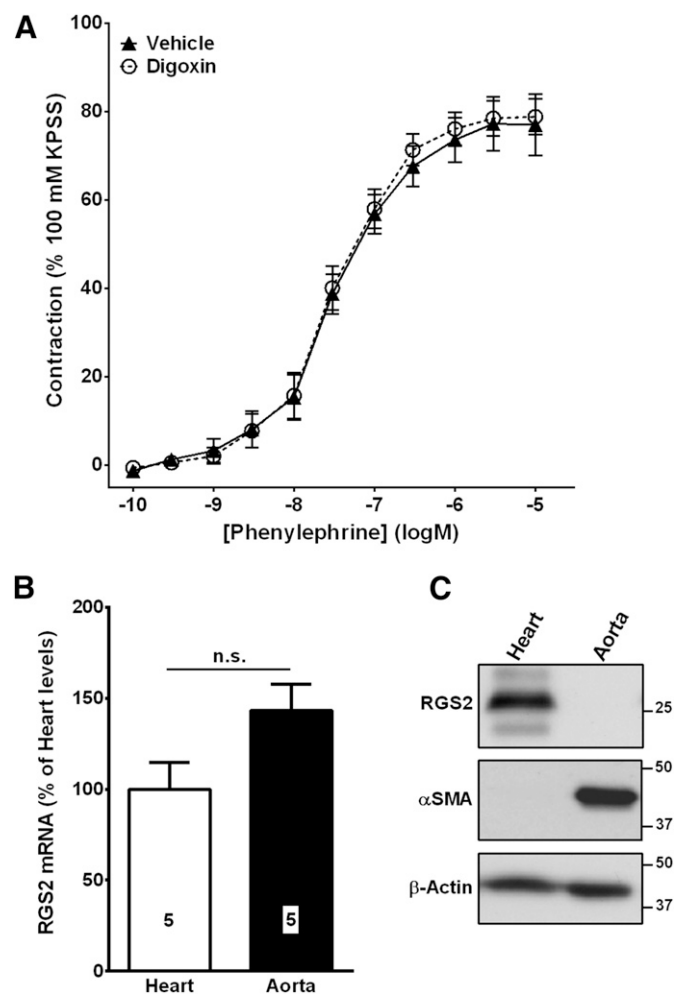 A
Vehicle
Digoxin
100
80
60
40
20
0
Contraction (% 100 mM KPSS)
-10 -9 -8 -7 -6 -5
[Phenylephrine] (logM)
B
200
150
100
50
0
RGS2 mRNA (% of Heart levels)
n.s.
5 5
Heart Aorta
C
Heart Aorta
RGS2
25
αSMA
50
37
β-Actin
50
37